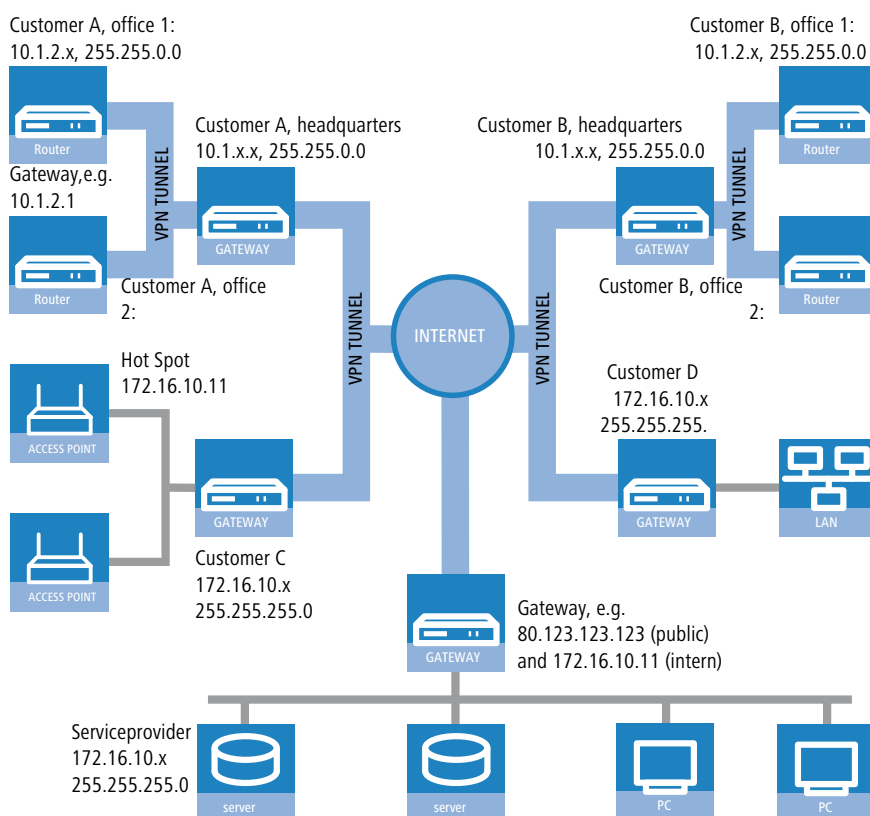 Customer A, office 1:
10.1.2.x, 255.255.0.0
Router
Gateway,e.g.
10.1.2.1
Router
VPN TUNNEL
Customer A, headquarters
10.1.x.x, 255.255.0.0
GATEWAY
Customer A, office
2:
VPN TUNNEL
Hot Spot
172.16.10.11
ACCESS POINT
ACCESS POINT
GATEWAY
Customer C
172.16.10.x
255.255.255.0
INTERNET
Customer B, office 1:
10.1.2.x, 255.255.0.0
Router
Customer B, headquarters
10.1.x.x, 255.255.0.0
GATEWAY
VPN TUNNEL
Router
Customer B, office
2:
VPN TUNNEL
Customer D
172.16.10.x
255.255.255.
GATEWAY
LAN
Gateway, e.g.
80.123.123.123 (public)
and 172.16.10.11 (intern)
GATEWAY
Serviceprovider
172.16.10.x
255.255.255.0
server
server
PC
PC